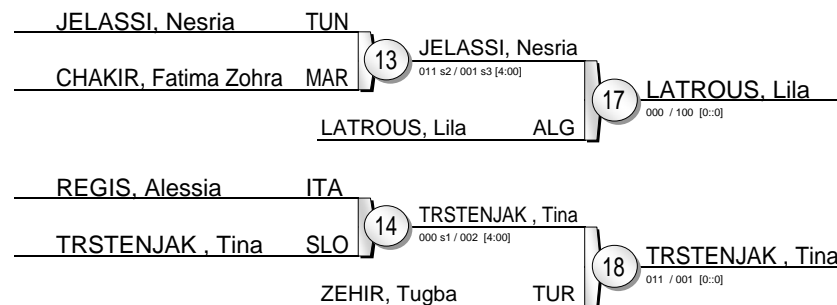 JELASSI, Nesria TUN
13
JELASSI, Nesria
011 s2 / 001 s3 [4:00]
CHAKIR, Fatima Zohra MAR
17
LATROUS, Lila
000 / 100 [0::0]
LATROUS, Lila ALG
REGIS, Alessia ITA
14
TRSTENJAK , Tina
000 s1 / 002 [4:00]
TRSTENJAK , Tina SLO
18
TRSTENJAK , Tina
011 / 001 [0::0]
ZEHIR, Tugba TUR